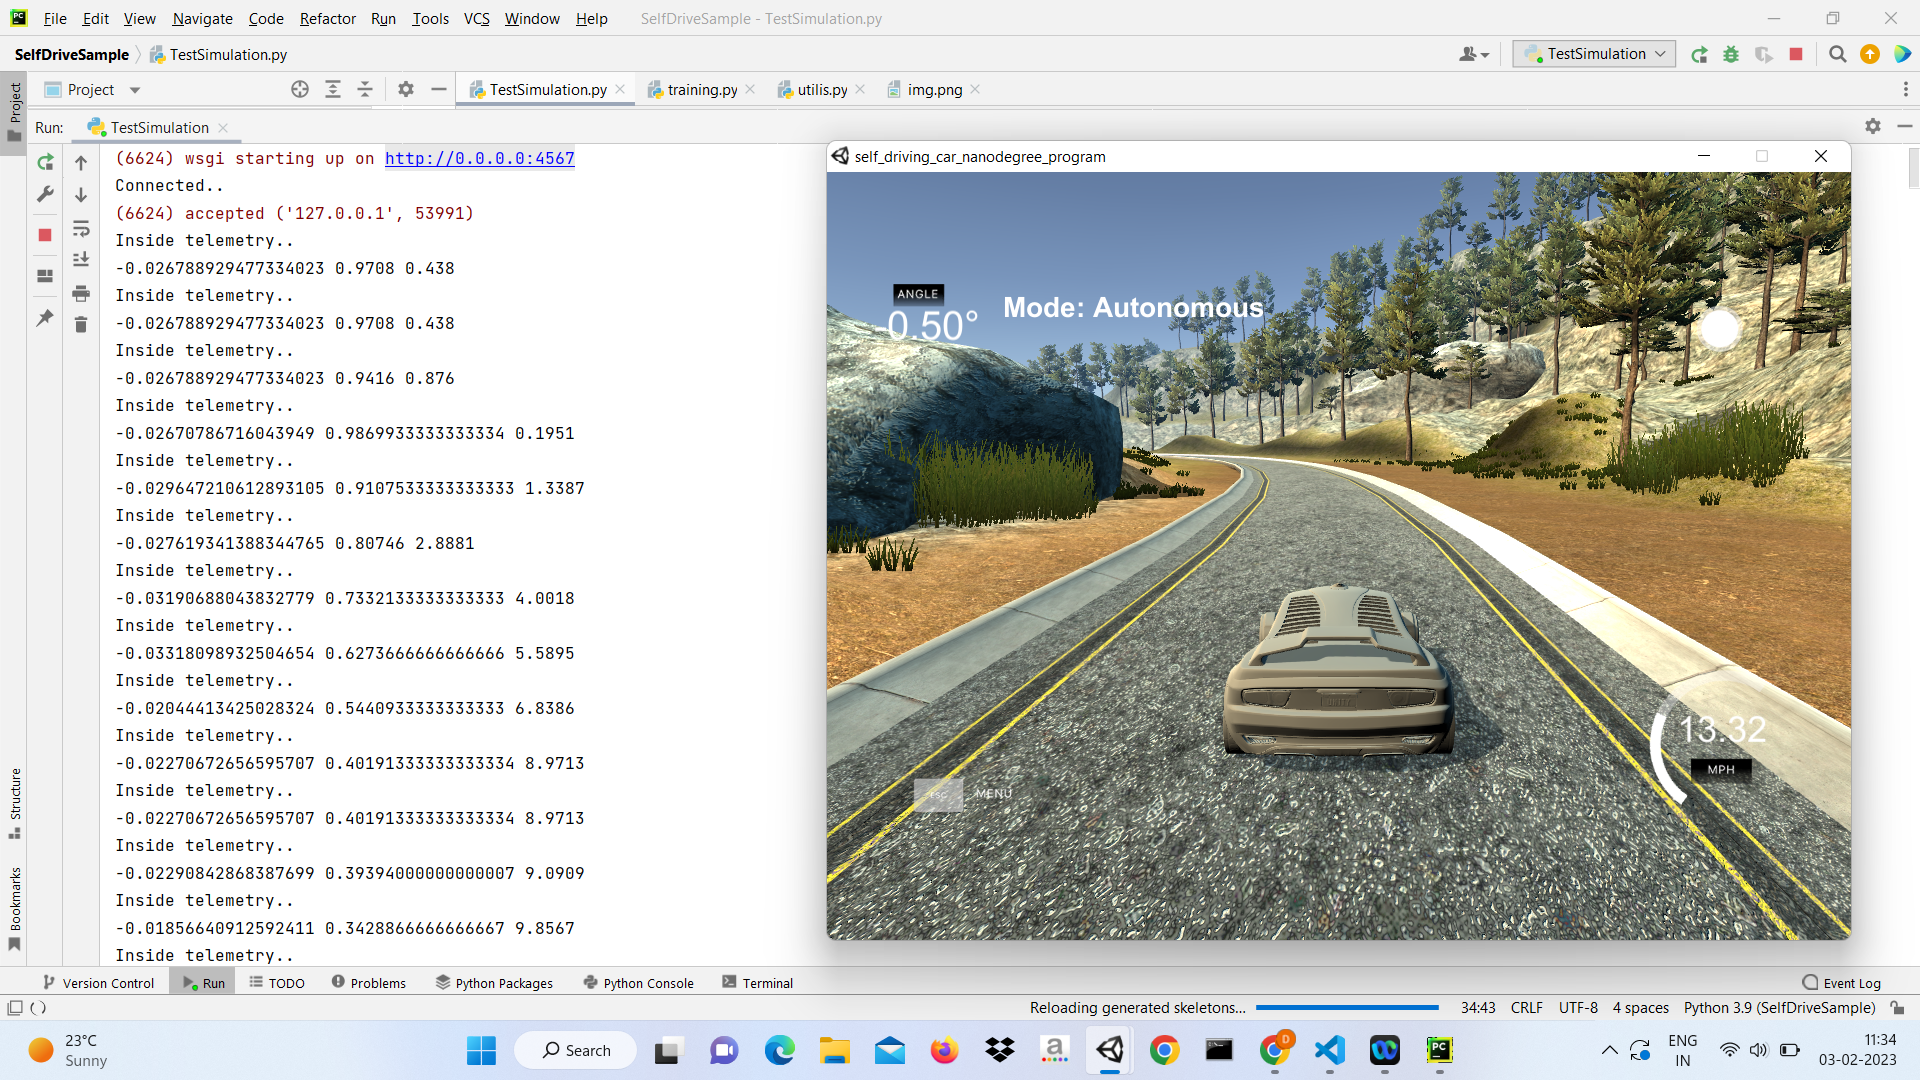 PC File Edit View Navigate Code Refactor Run Tools VCS Window Help SelfDriveSample - TestSimulation.py
SelfDriveSample TestSimulation.py TestSimulation
Project TestSimulation.py training.py utilis.py img.png
Project
Run: TestSimulation
(6624) wsgi starting up on http://0.0.0.0:4567
Connected..
(6624) accepted ('127.0.0.1', 53991)
Inside telemetry..
-0.026788929477334023 0.9708 0.438
Inside telemetry..
-0.026788929477334023 0.9708 0.438
Inside telemetry..
-0.026788929477334023 0.9416 0.876
Inside telemetry..
-0.02670786716043949 0.9869933333333334 0.1951
Inside telemetry..
-0.029647210612893105 0.9107533333333333 1.3387
Inside telemetry..
-0.027619341388344765 0.80746 2.8881
Inside telemetry..
-0.03190688043832779 0.7332133333333333 4.0018
Inside telemetry..
-0.03318098932504654 0.6273666666666666 5.5895
Inside telemetry..
-0.02044413425028324 0.5440933333333333 6.8386
Inside telemetry..
-0.02270672656595707 0.40191333333333334 8.9713
Inside telemetry..
-0.02270672656595707 0.40191333333333334 8.9713
Inside telemetry..
-0.02290842868387699 0.39394000000000007 9.0909
Inside telemetry..
-0.01856640912592411 0.3428866666666667 9.8567
Inside telemetry..
self_driving_car_nanodegree_program
ANGLE
-0.50°
Mode: Autonomous
13.32
MPH
ESC MENU
Structure
Bookmarks
Version Control Run TODO Problems Python Packages Python Console Terminal Event Log
Reloading generated skeletons... 34:43 CRLF UTF-8 4 spaces Python 3.9 (SelfDriveSample)
23°C
Sunny
Search
a
D
PC
ENG
IN
11:34
03-02-2023